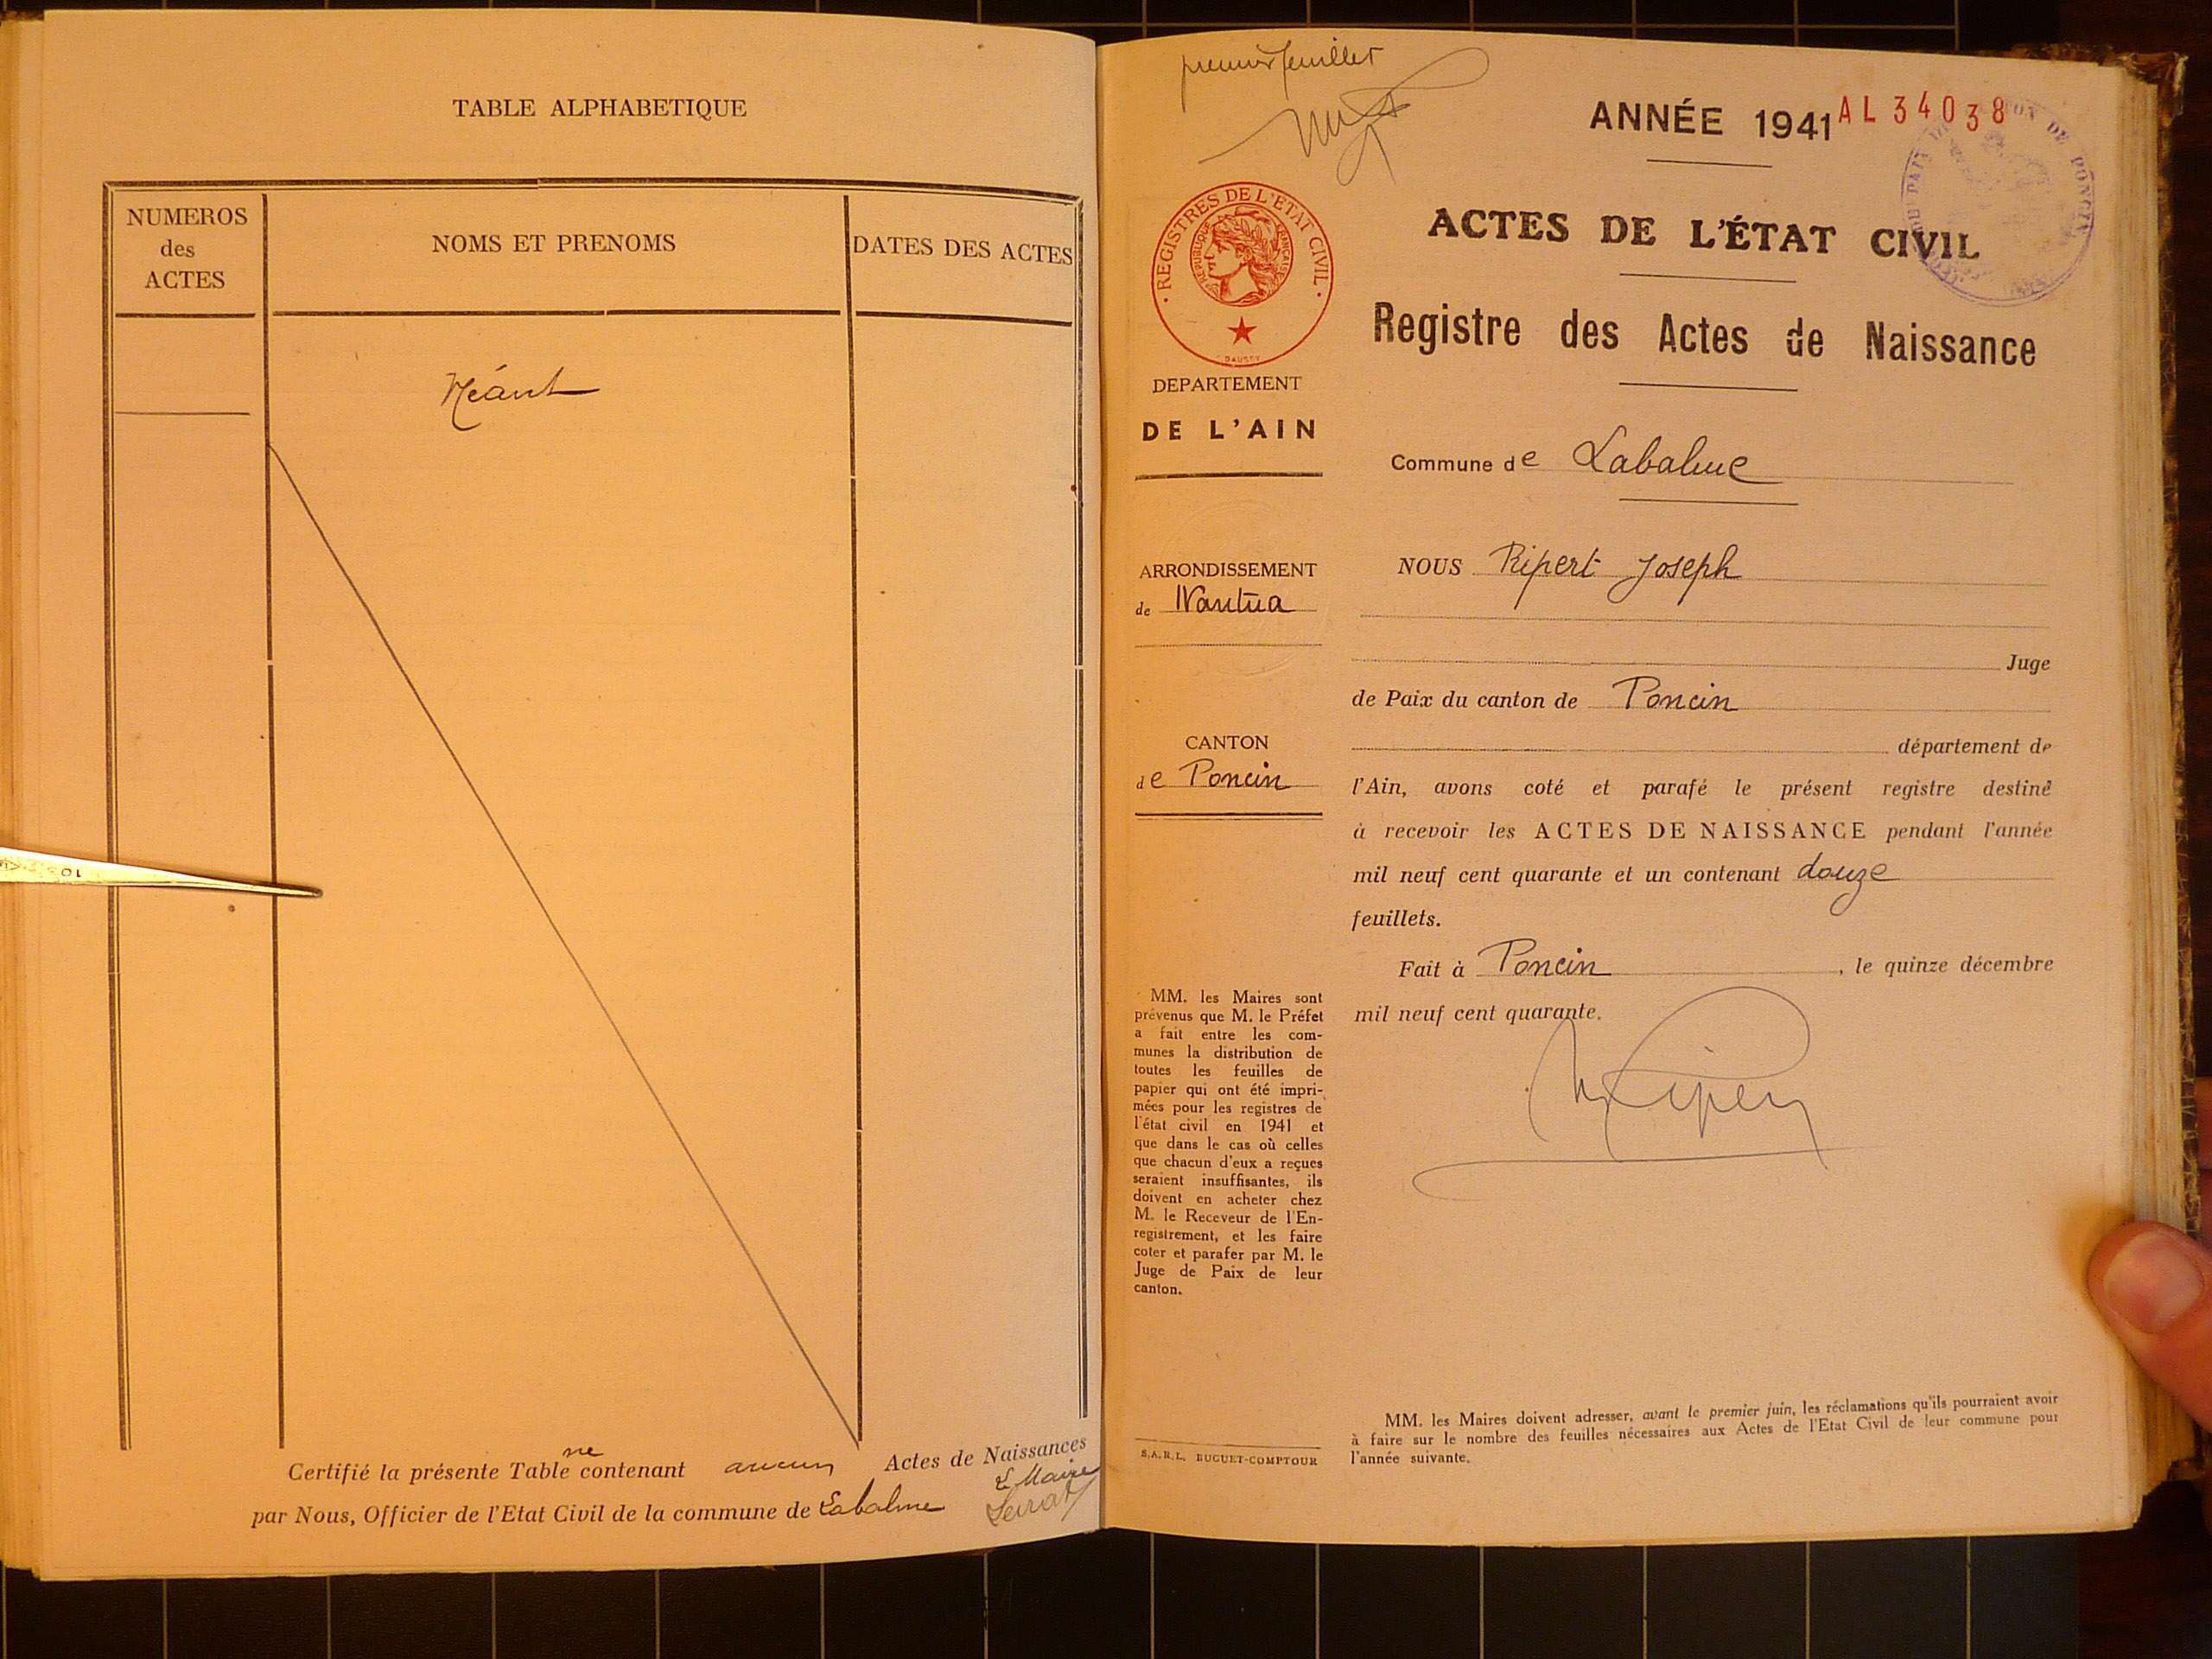 TABLE ALPHABETIQUE
NUMEROS
des
ACTES
NOMS ET PRENOMS
DATES DES ACTES
Néant
ne
Certifié la présente Table contenant aucun Actes de Naissances
par Nous, Officier de l'Etat Civil de la commune de Labalme
Le Maire
10
premier feuillet
ANNÉE 1941
AL 34038
ACTES DE L'ÉTAT CIVIL
Registre des Actes de Naissance
REGISTRES DE L'ETAT CIVIL
REPUBLIQUE FRANÇAISE
DEPARTEMENT
DE L'AIN
Commune de Labalme
ARRONDISSEMENT
de Nantua
CANTON
de Poncin
NOUS Ripert Joseph
Juge
de Paix du canton de Poncin
département de
l'Ain, avons coté et parafé le présent registre destiné
à recevoir les ACTES DE NAISSANCE pendant l'année
mil neuf cent quarante et un contenant douze
feuillets.
Fait à Poncin, le quinze décembre
mil neuf cent quarante.
Ripert
MM. les Maires sont
prévenus que M. le Préfet
a fait entre les com-
munes la distribution de
toutes les feuilles de
papier qui ont été impri-
mées pour les registres de
l'état civil en 1941 et
que dans le cas où celles
que chacun d'eux a reçues
seraient insuffisantes, ils
doivent en acheter chez
M. le Receveur de l'En-
registrement, et les faire
coter et parafer par M. le
Juge de Paix de leur
canton.
S.A.R.L. BUGUET-COMPTOUR
MM. les Maires doivent adresser, avant le premier juin, les réclamations qu'ils pourraient avoir
à faire sur le nombre des feuilles nécessaires aux Actes de l'Etat Civil de leur commune pour
l'année suivante.